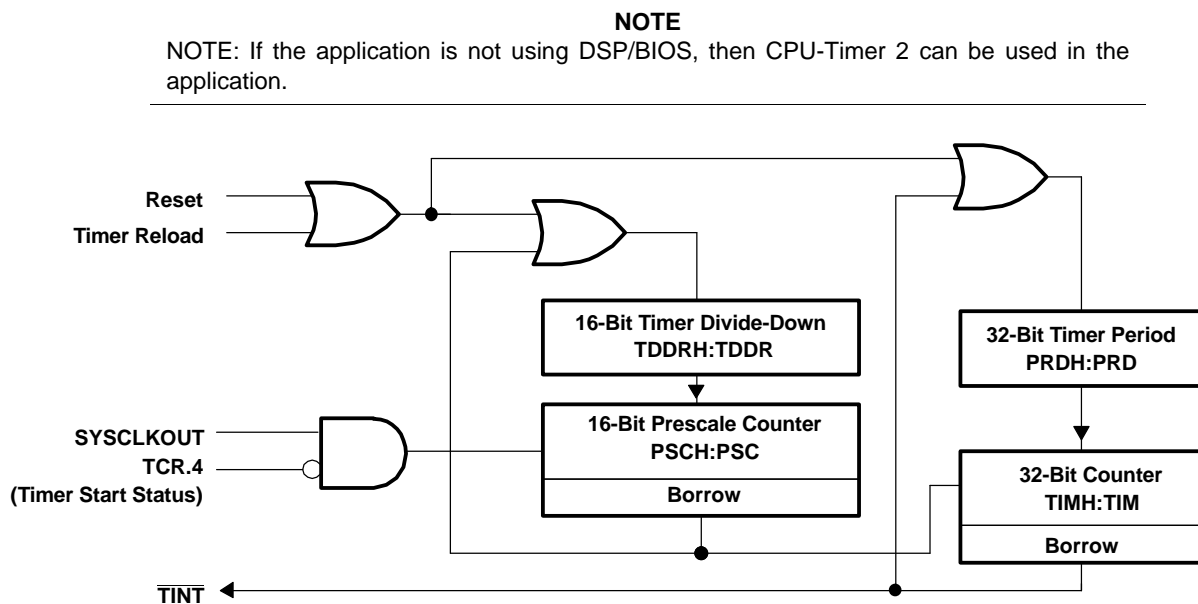 NOTE
NOTE: If the application is not using DSP/BIOS, then CPU-Timer 2 can be used in the
application.
Reset
Timer Reload
16-Bit Timer Divide-Down
TDDRH:TDDR
32-Bit Timer Period
PRDH:PRD
SYSCLKOUT
TCR.4
(Timer Start Status)
16-Bit Prescale Counter
PSCH:PSC
Borrow
32-Bit Counter
TIMH:TIM
Borrow
TINT